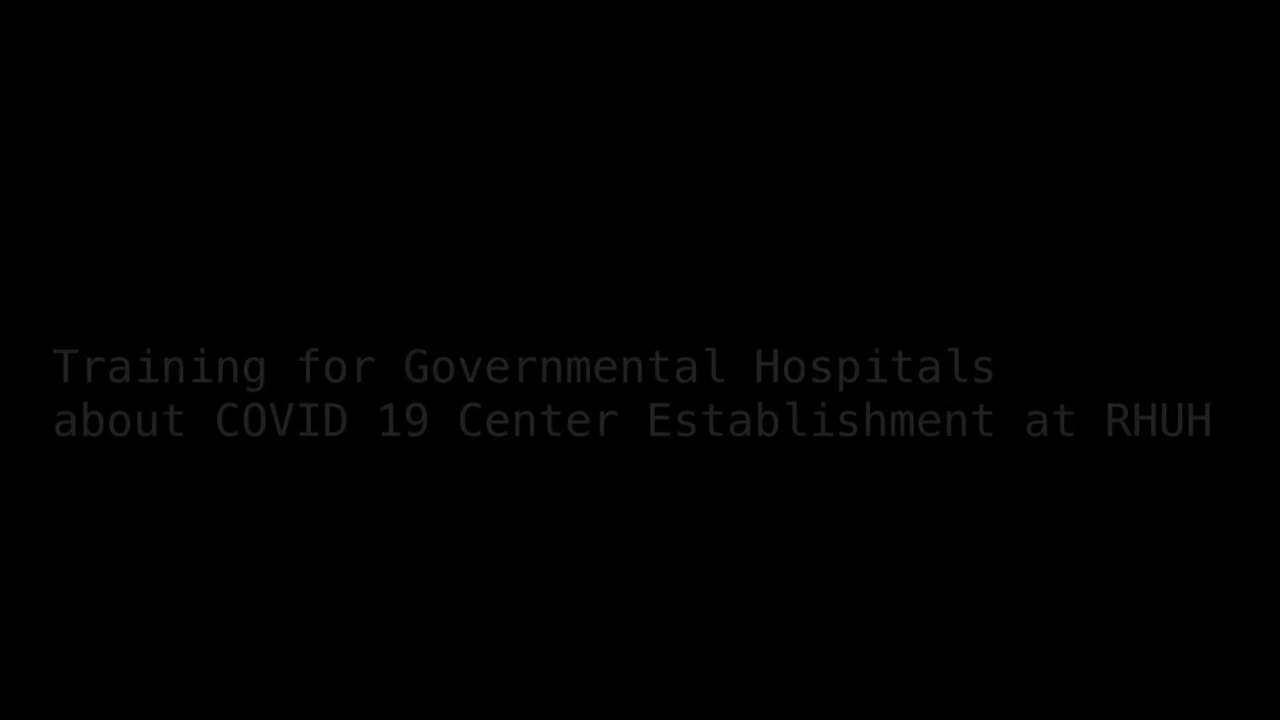 Training for Governmental Hospitals
about COVID 19 Center Establishment at RHUH